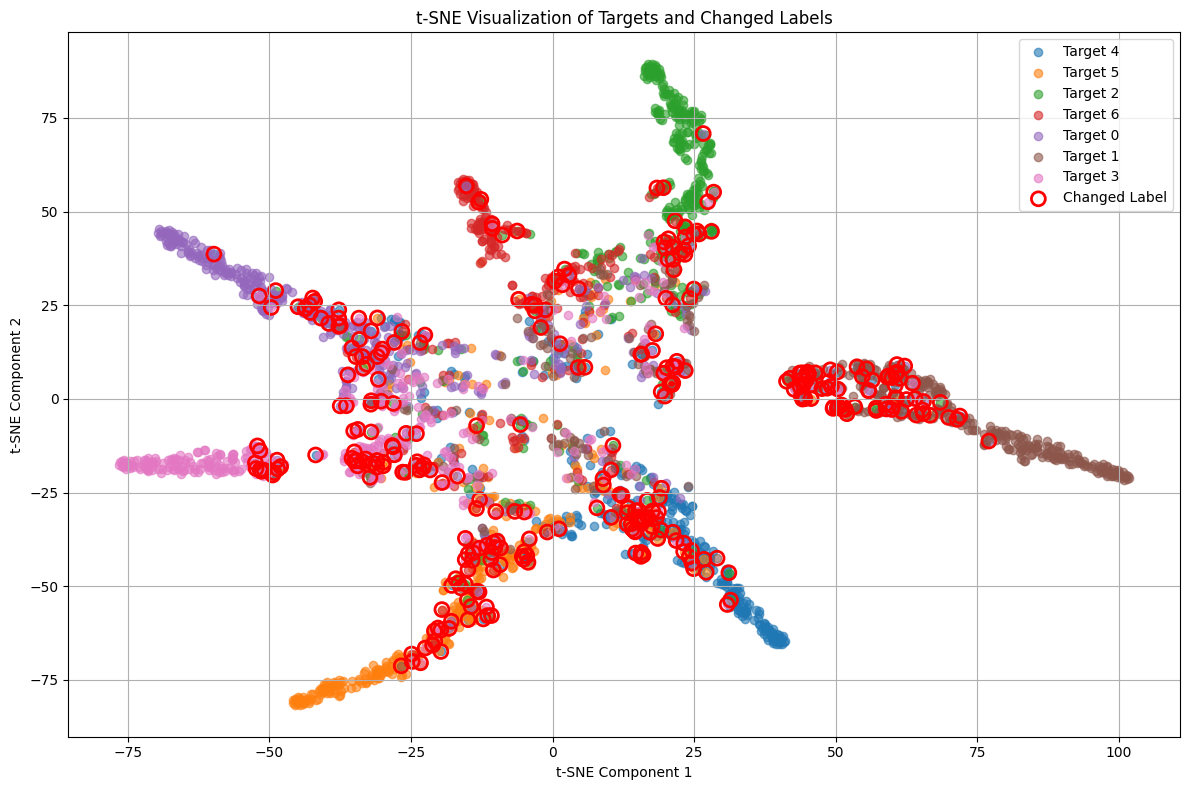 t-SNE Visualization of Targets and Changed Labels
Target 4
Target 5
Target 2
Target 6
Target 0
Target 1
Target 3
Changed Label
t-SNE Component 2
75
50
25
0
−25
−50
−75
−75
−50
−25
0
25
50
75
100
t-SNE Component 1